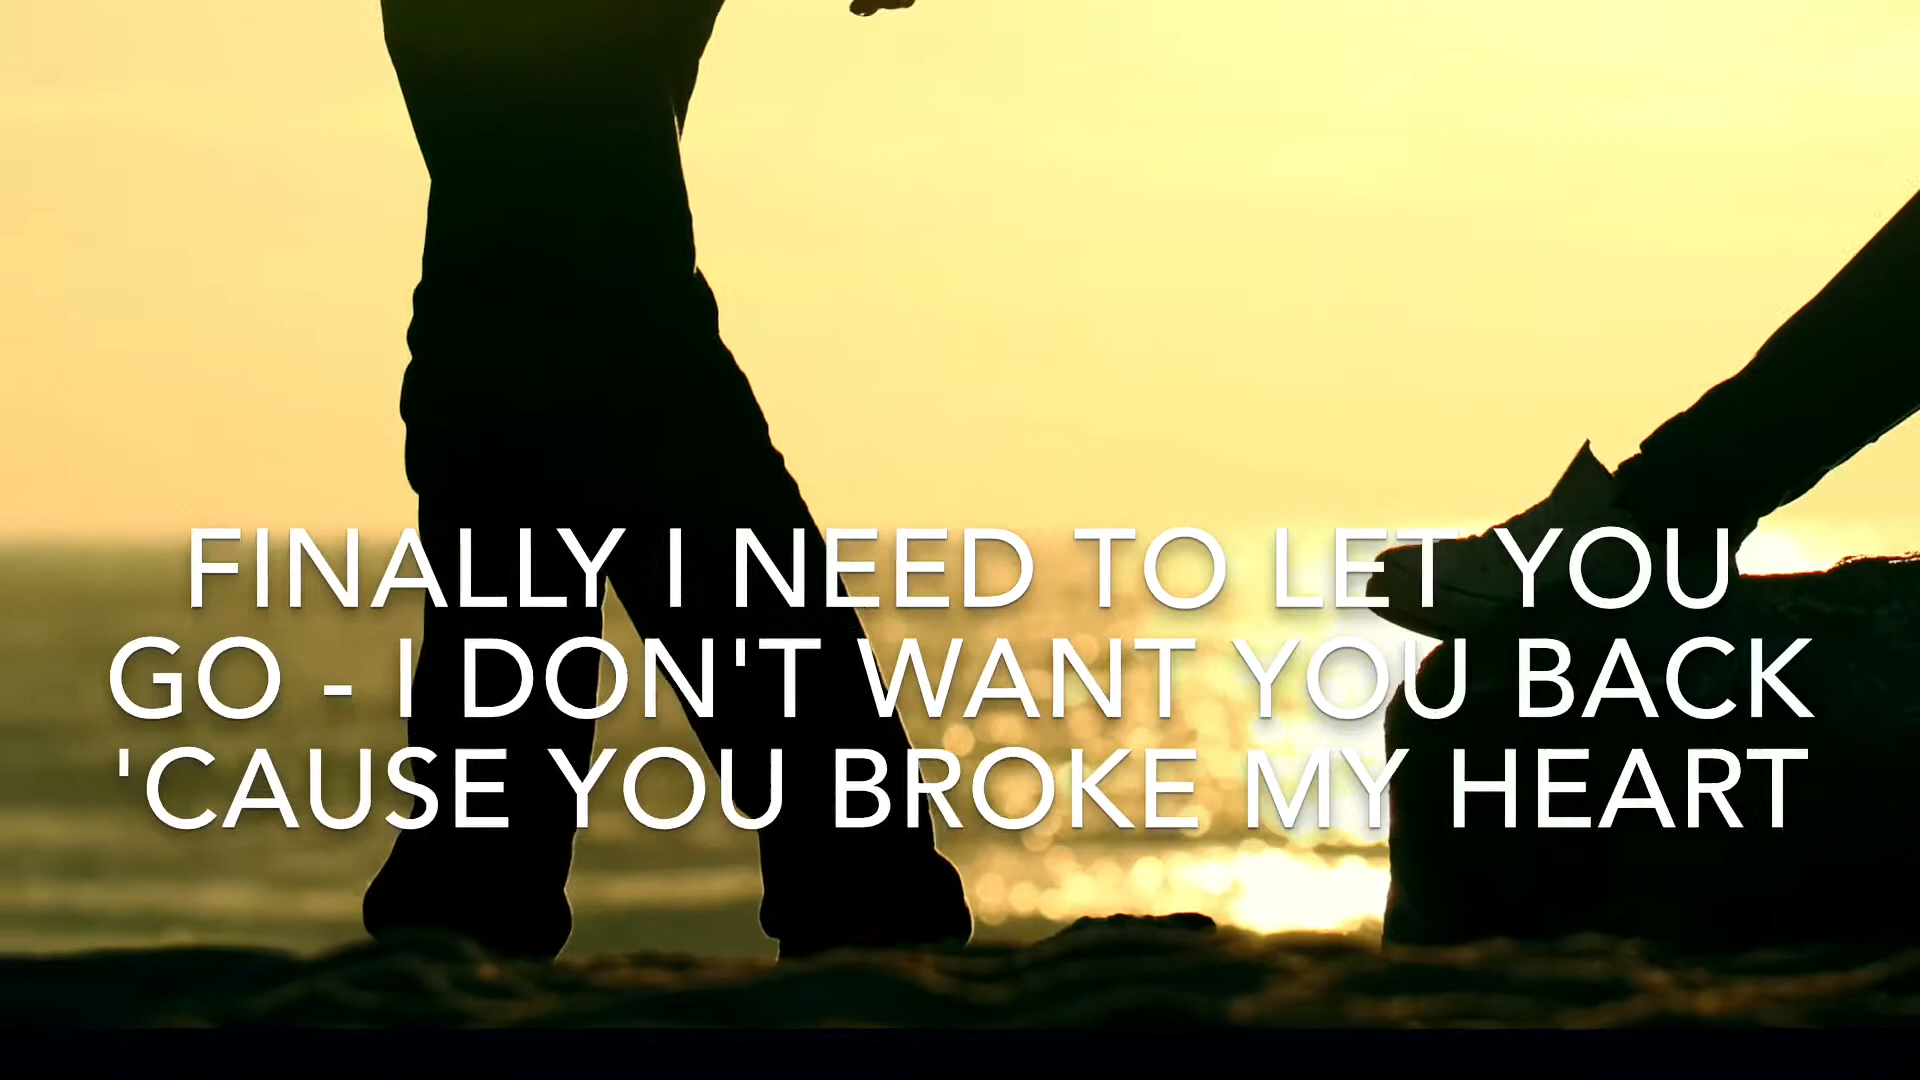 FINALLY I NEED TO LET YOU
GO - I DON'T WANT YOU BACK
'CAUSE YOU BROKE MY HEART